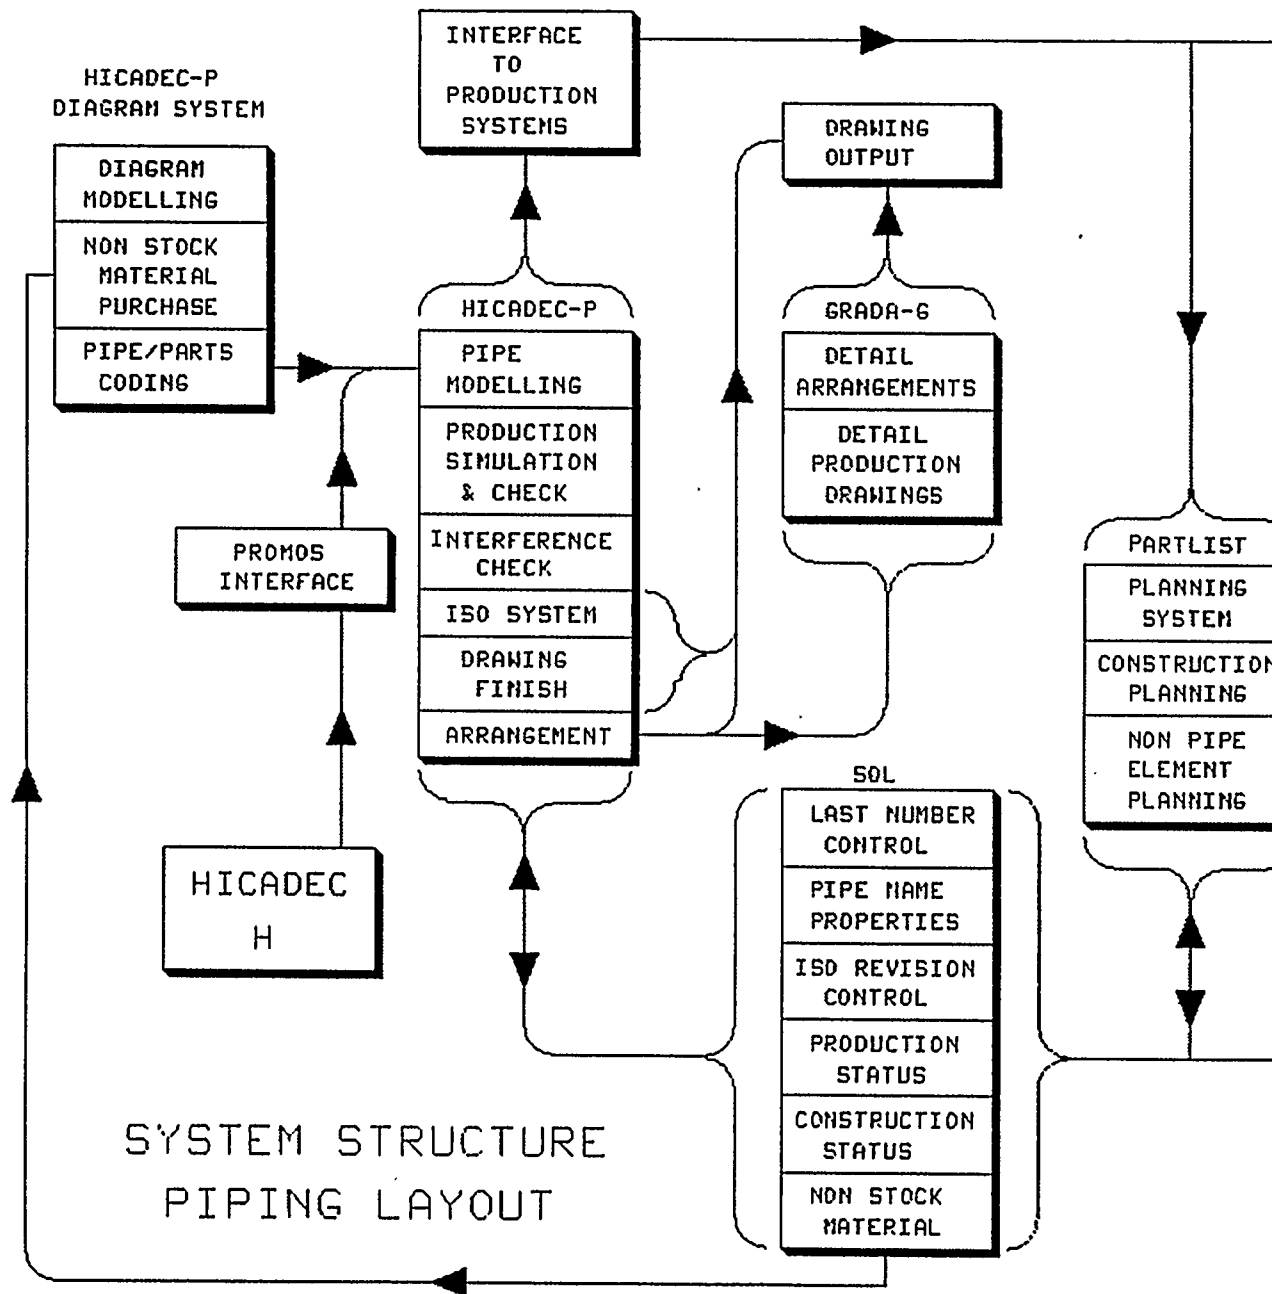 INTERFACE
TO
PRODUCTION
SYSTEMS
HICADEC-P
DIAGRAM SYSTEM
DIAGRAM
MODELLING
NON STOCK
MATERIAL
PURCHASE
PIPE/PARTS
CODING
DRAWING
OUTPUT
HICADEC-P
PIPE
MODELLING
PRODUCTION
SIMULATION
& CHECK
INTERFERENCE
CHECK
ISO SYSTEM
DRAWING
FINISH
ARRANGEMENT
GRADA-G
DETAIL
ARRANGEMENTS
DETAIL
PRODUCTION
DRAWINGS
PROMOS
INTERFACE
HICADEC
H
PARTLIST
PLANNING
SYSTEM
CONSTRUCTION
PLANNING
NON PIPE
ELEMENT
PLANNING
SOL
LAST NUMBER
CONTROL
PIPE NAME
PROPERTIES
ISO REVISION
CONTROL
PRODUCTION
STATUS
CONSTRUCTION
STATUS
NON STOCK
MATERIAL
SYSTEM STRUCTURE
PIPING LAYOUT